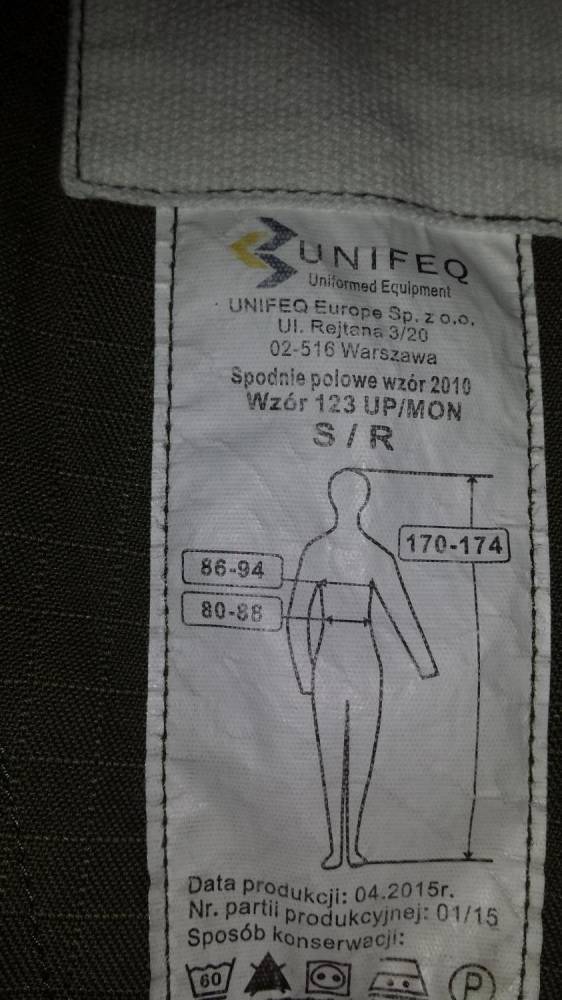 UNIFEQ
Uniformed Equipment
UNIFEQ Europe Sp. z o.o.
Ul. Rejtana 3/20
02-516 Warszawa
Spodnie polowe wzór 2010
Wzór 123 UP/MON
S / R
170-174
86-94
80-88
Data produkcji: 04.2015r.
Nr. partii produkcyjnej: 01/15
Sposób konserwacji:
60
P